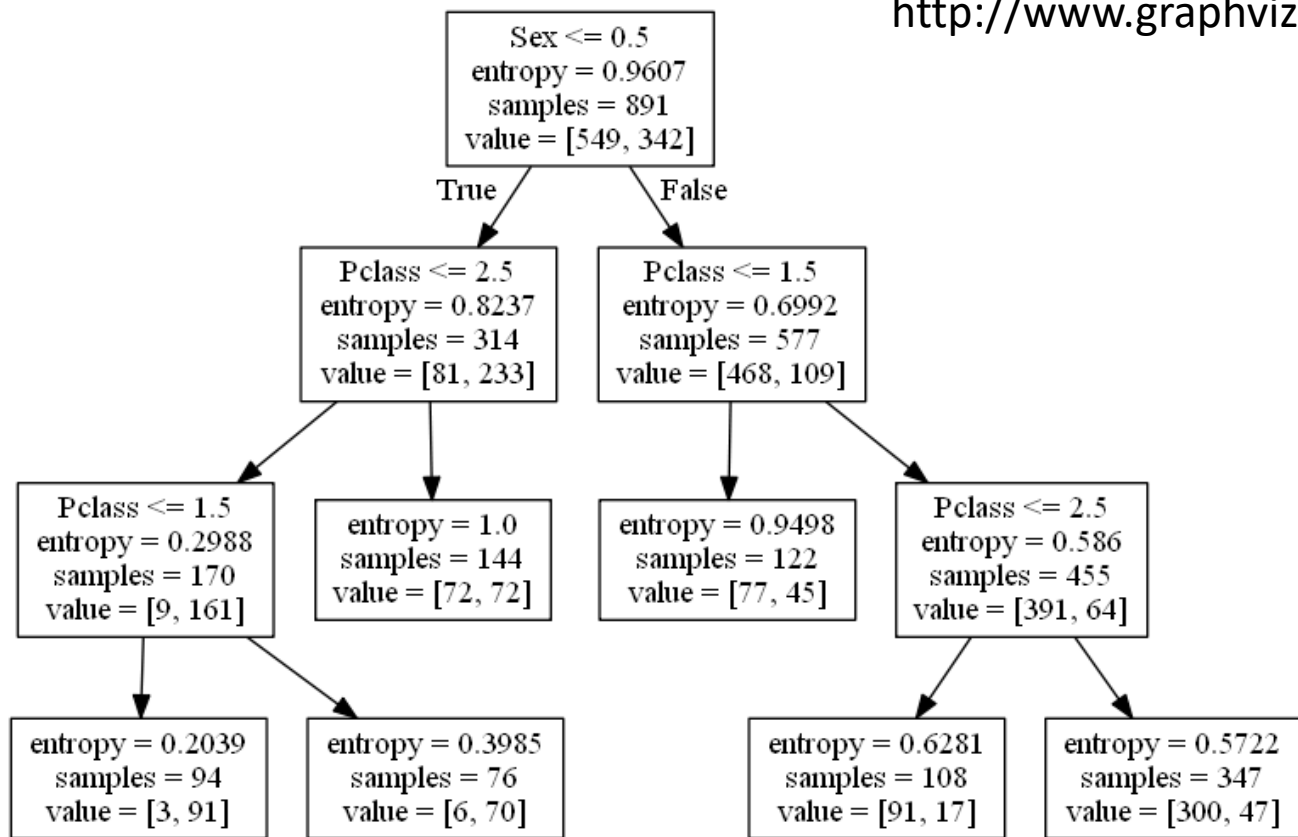 http://www.graphviz
Sex <= 0.5
entropy = 0.9607
samples = 891
value = [549, 342]
True
False
Pclass <= 2.5
entropy = 0.8237
samples = 314
value = [81, 233]
Pclass <= 1.5
entropy = 0.6992
samples = 577
value = [468, 109]
Pclass <= 1.5
entropy = 0.2988
samples = 170
value = [9, 161]
entropy = 1.0
samples = 144
value = [72, 72]
entropy = 0.9498
samples = 122
value = [77, 45]
Pclass <= 2.5
entropy = 0.586
samples = 455
value = [391, 64]
entropy = 0.2039
samples = 94
value = [3, 91]
entropy = 0.3985
samples = 76
value = [6, 70]
entropy = 0.6281
samples = 108
value = [91, 17]
entropy = 0.5722
samples = 347
value = [300, 47]